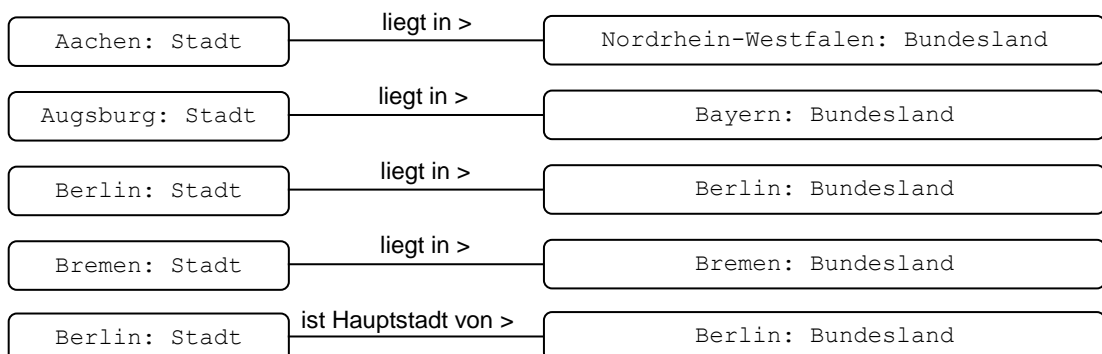 liegt in >
Aachen: Stadt Nordrhein-Westfalen: Bundesland
liegt in >
Augsburg: Stadt Bayern: Bundesland
liegt in >
Berlin: Stadt Berlin: Bundesland
liegt in >
Bremen: Stadt Bremen: Bundesland
ist Hauptstadt von >
Berlin: Stadt Berlin: Bundesland